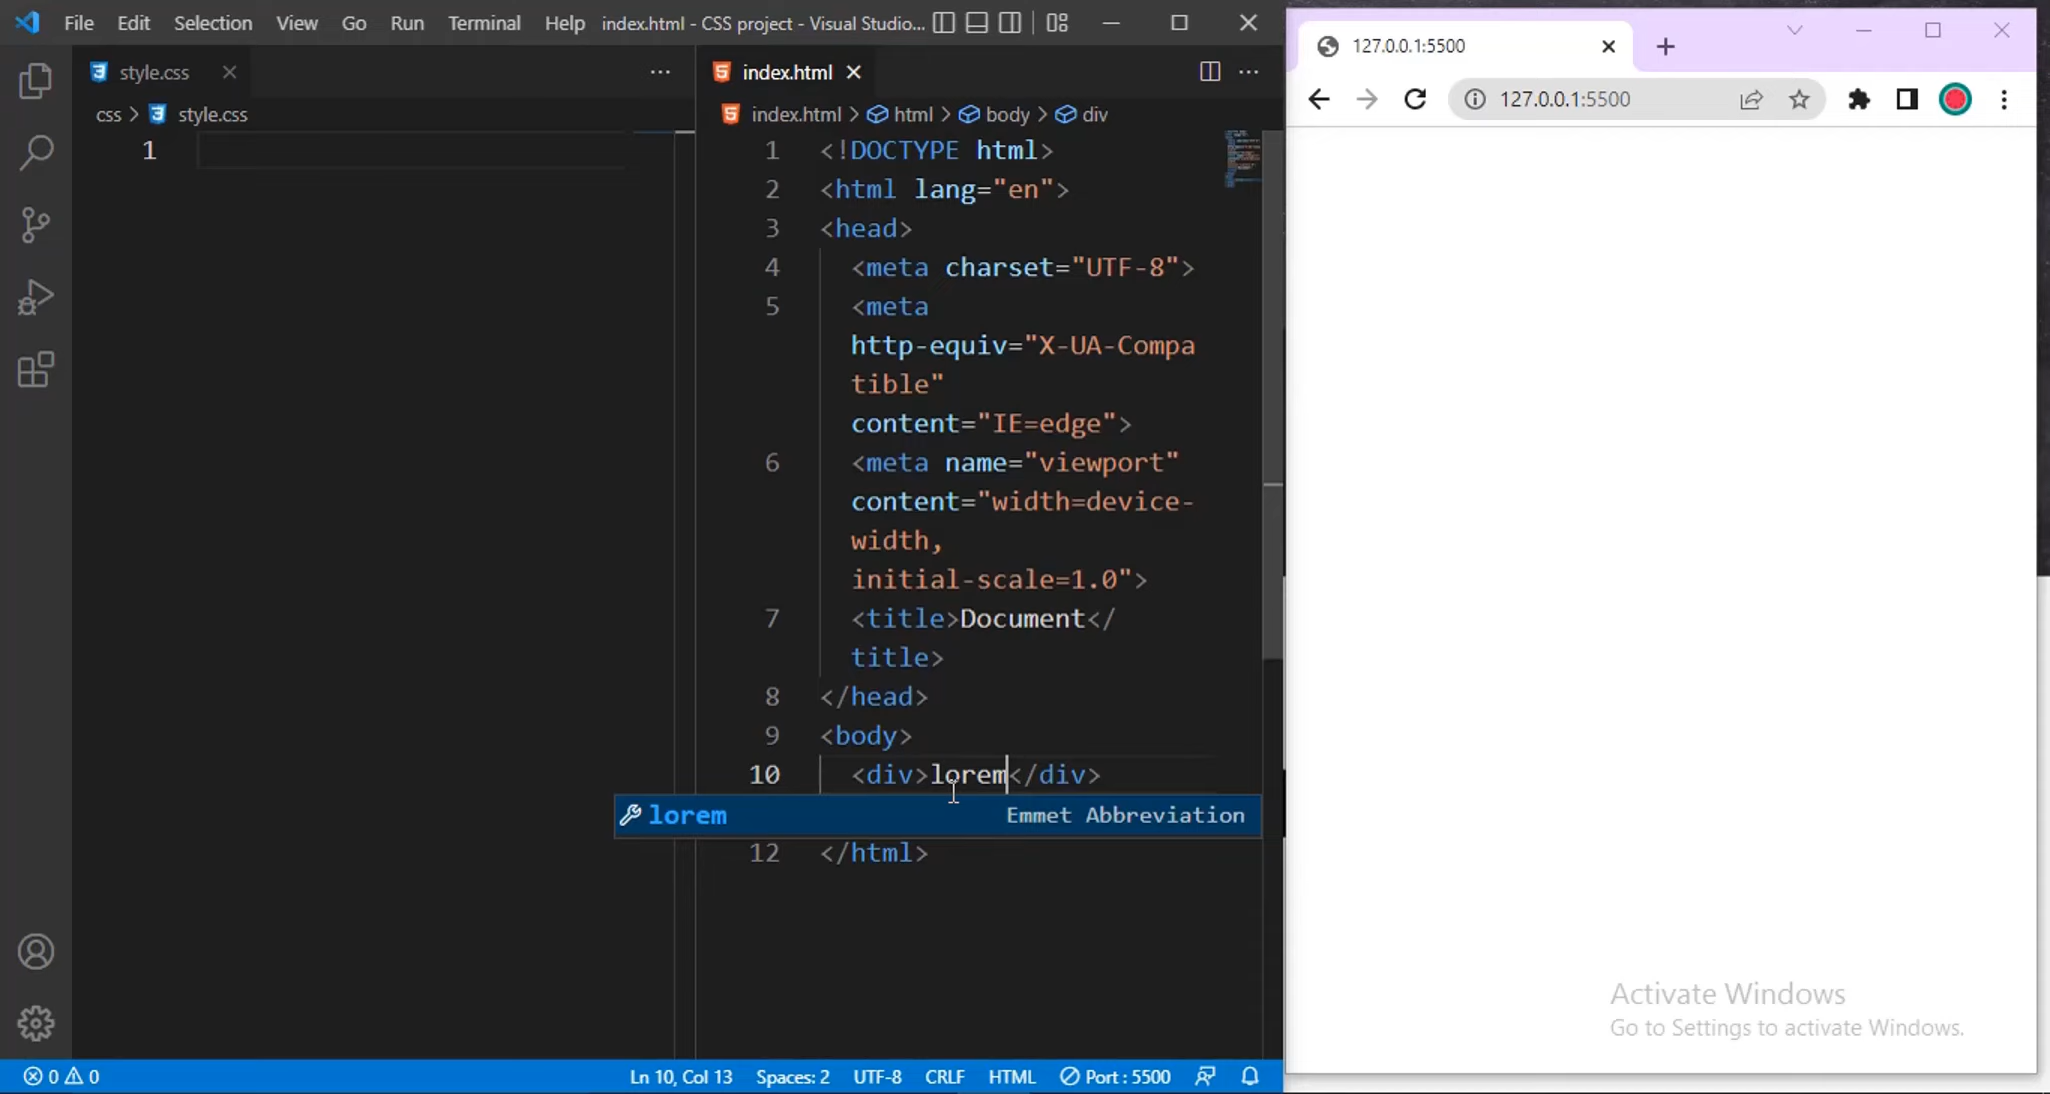 File Edit Selection View Go Run Terminal Help index.html - CSS project - Visual Studio...
style.css
css > style.css
1
index.html
index.html > html > body > div
1 <!DOCTYPE html>
2 <html lang="en">
3 <head>
4 <meta charset="UTF-8">
5 <meta
http-equiv="X-UA-Compa
tible"
content="IE=edge">
6 <meta name="viewport"
content="width=device-
width,
initial-scale=1.0">
7 <title>Document</
title>
8 </head>
9 <body>
10 <div>lorem</div>
lorem Emmet Abbreviation
12 </html>
0 0 Ln 10, Col 13 Spaces: 2 UTF-8 CRLF HTML Port : 5500
127.0.0.1:5500
127.0.0.1:5500
Activate Windows
Go to Settings to activate Windows.